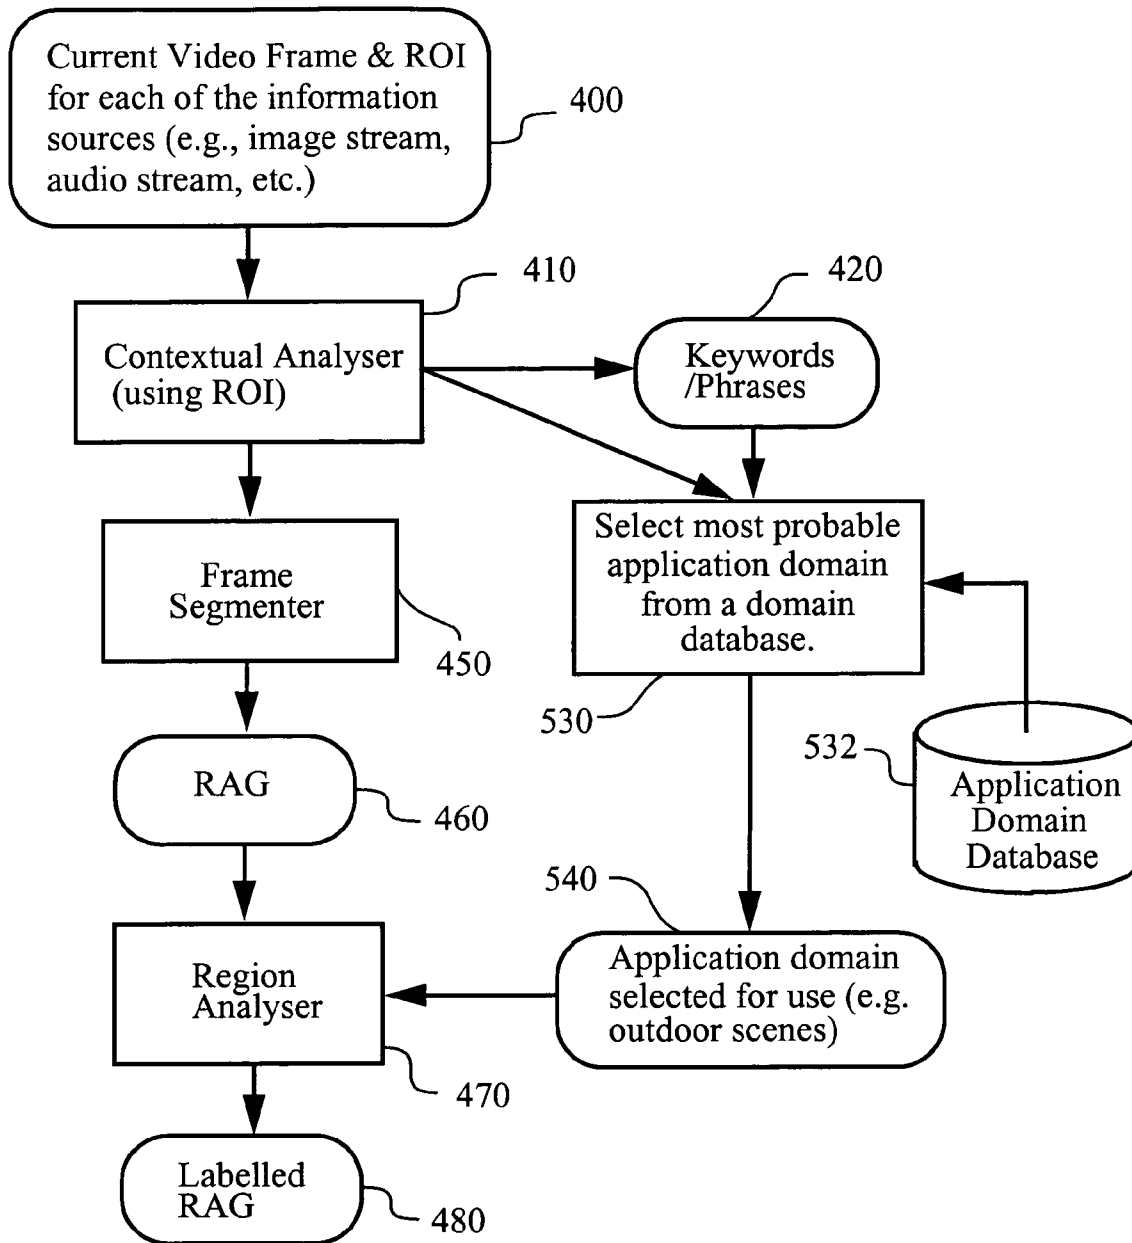 Current Video Frame & ROI
for each of the information
sources (e.g., image stream,
audio stream, etc.)
400
410
420
Contextual Analyser
(using ROI)
Keywords
/Phrases
Select most probable
application domain
from a domain
database.
Frame
Segmenter
450
530
532
RAG
460
Application
Domain
Database
540
Region
Analyser
Application domain
selected for use (e.g.
outdoor scenes)
470
Labelled
RAG
480